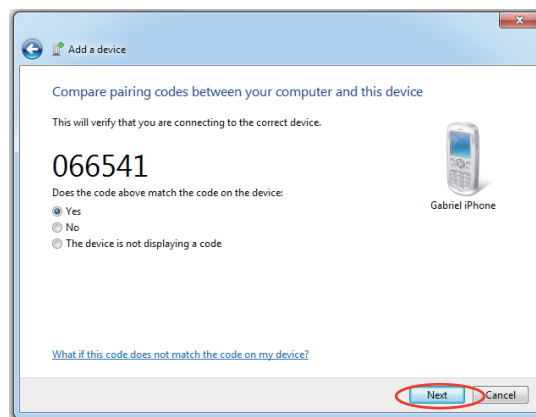 Add a device
Compare pairing codes between your computer and this device
This will verify that you are connecting to the correct device.
066541
Does the code above match the code on the device:
Yes
No
The device is not displaying a code
Gabriel iPhone
What if this code does not match the code on my device?
Next Cancel